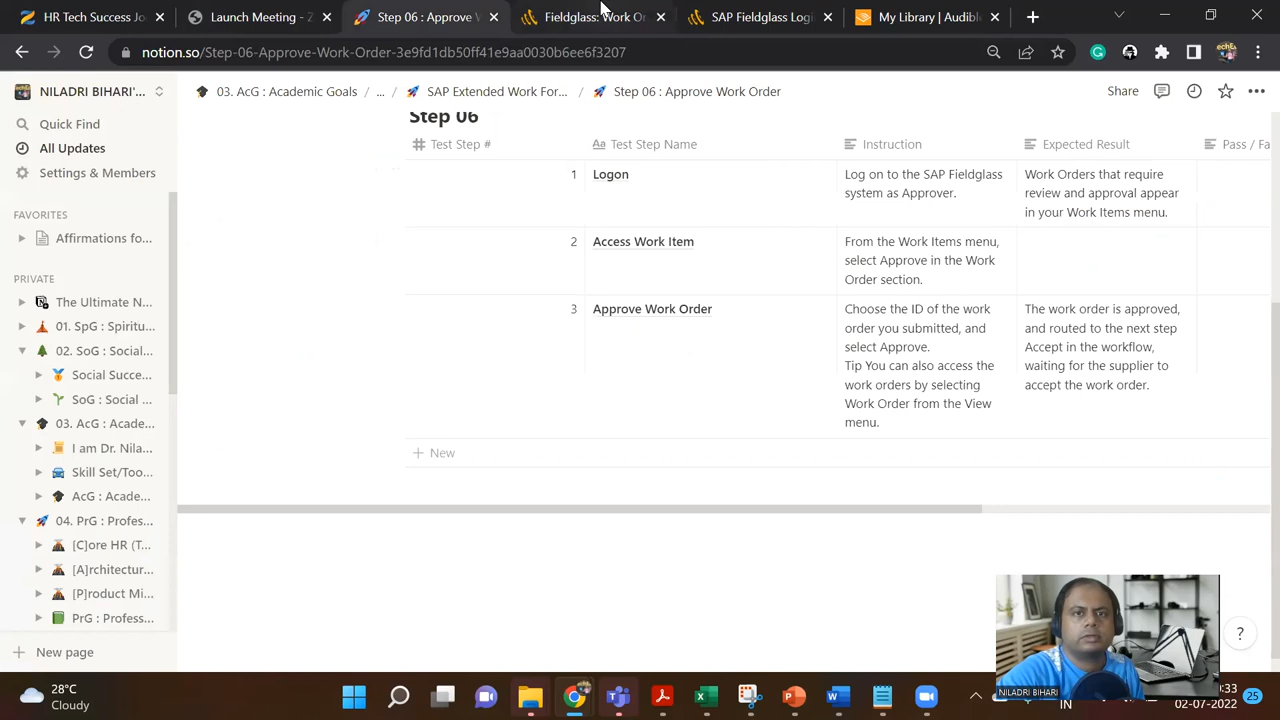 HR Tech Success Jo
Launch Meeting - Z
Step 06 : Approve W
Fieldglass: Work Or
SAP Fieldglass Logi
My Library | Audibl
notion.so/Step-06-Approve-Work-Order-3e9fd1db50ff41e9aa0030b6ee6f3207
NILADRI BIHARI'...
03. AcG : Academic Goals / ... / SAP Extended Work For... / Step 06 : Approve Work Order
Share
Quick Find
All Updates
Settings & Members
FAVORITES
Affirmations fo...
PRIVATE
The Ultimate N...
01. SpG : Spiritu...
02. SoG : Social...
Social Succe...
SoG : Social ...
03. AcG : Acade...
I am Dr. Nila...
Skill Set/Too...
AcG : Acade...
04. PrG : Profes...
[C]ore HR (T...
[A]rchitectur...
[P]roduct Mi...
PrG : Profess...
New page
Step 06
Test Step #
Test Step Name
Instruction
Expected Result
Pass / Fa
1
Logon
Log on to the SAP Fieldglass
system as Approver.
Work Orders that require
review and approval appear
in your Work Items menu.
2
Access Work Item
From the Work Items menu,
select Approve in the Work
Order section.
3
Approve Work Order
Choose the ID of the work
order you submitted, and
select Approve.
Tip You can also access the
work orders by selecting
Work Order from the View
menu.
The work order is approved,
and routed to the next step
Accept in the workflow,
waiting for the supplier to
accept the work order.
+ New
?
NILADRI BIHARI
28°C
Cloudy
IN
:33
02-07-2022
25